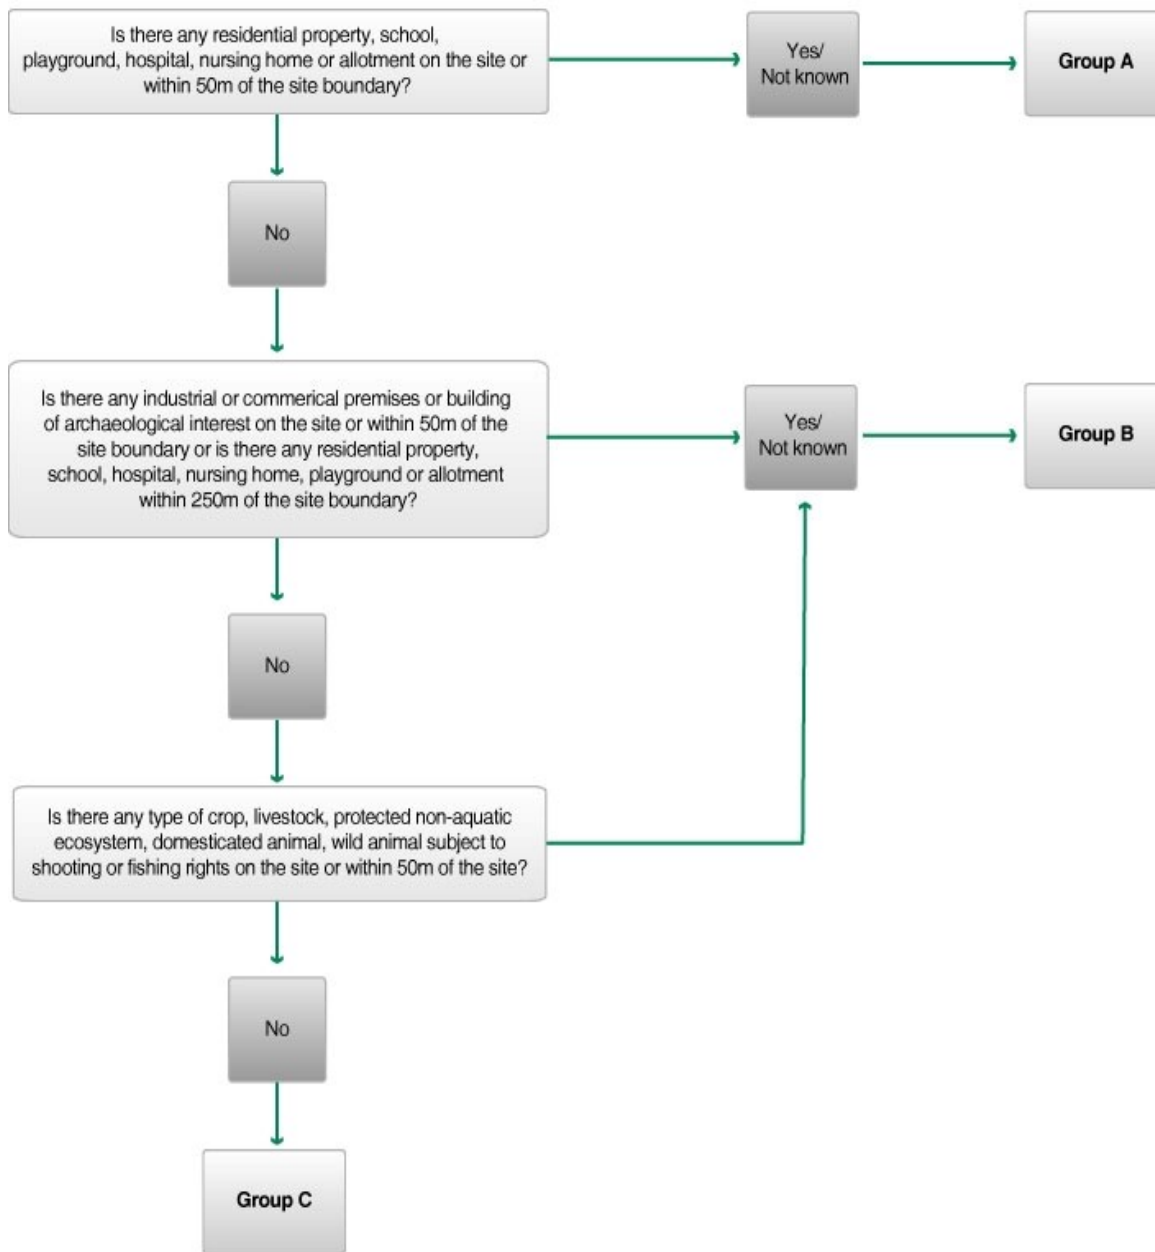 Is there any residential property, school,
playground, hospital, nursing home or allotment on the site or
within 50m of the site boundary?
Yes/
Not known
Group A
No
Is there any industrial or commerical premises or building
of archaeological interest on the site or within 50m of the
site boundary or is there any residential property,
school, hospital, nursing home, playground or allotment
within 250m of the site boundary?
Yes/
Not known
Group B
No
Is there any type of crop, livestock, protected non-aquatic
ecosystem, domesticated animal, wild animal subject to
shooting or fishing rights on the site or within 50m of the site?
No
Group C